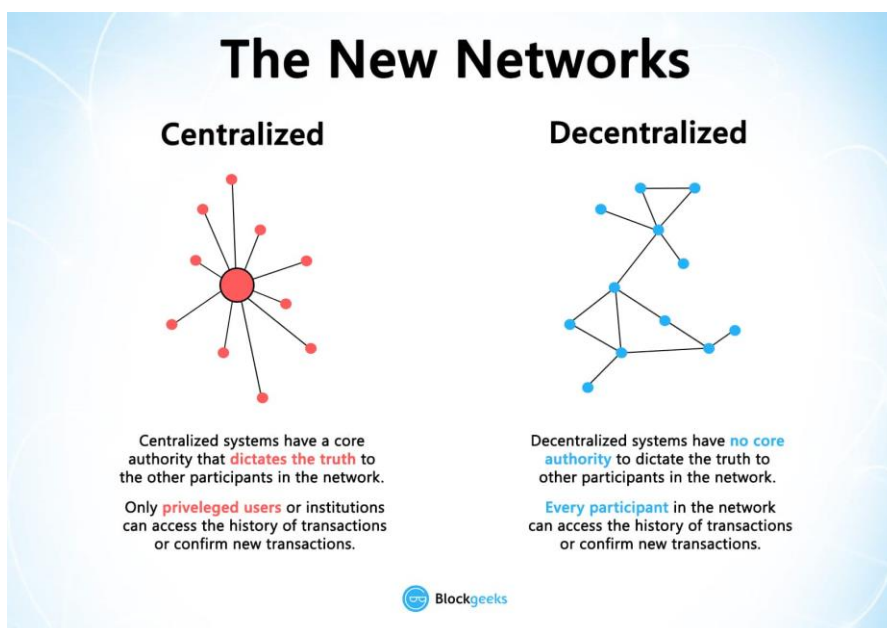 The New Networks
Centralized
Centralized systems have a core
authority that dictates the truth to
the other participants in the network.
Only priveleged users or institutions
can access the history of transactions
or confirm new transactions.
Decentralized
Decentralized systems have no core
authority to dictate the truth to
other participants in the network.
Every participant in the network
can access the history of transactions
or confirm new transactions.
Blockgeeks